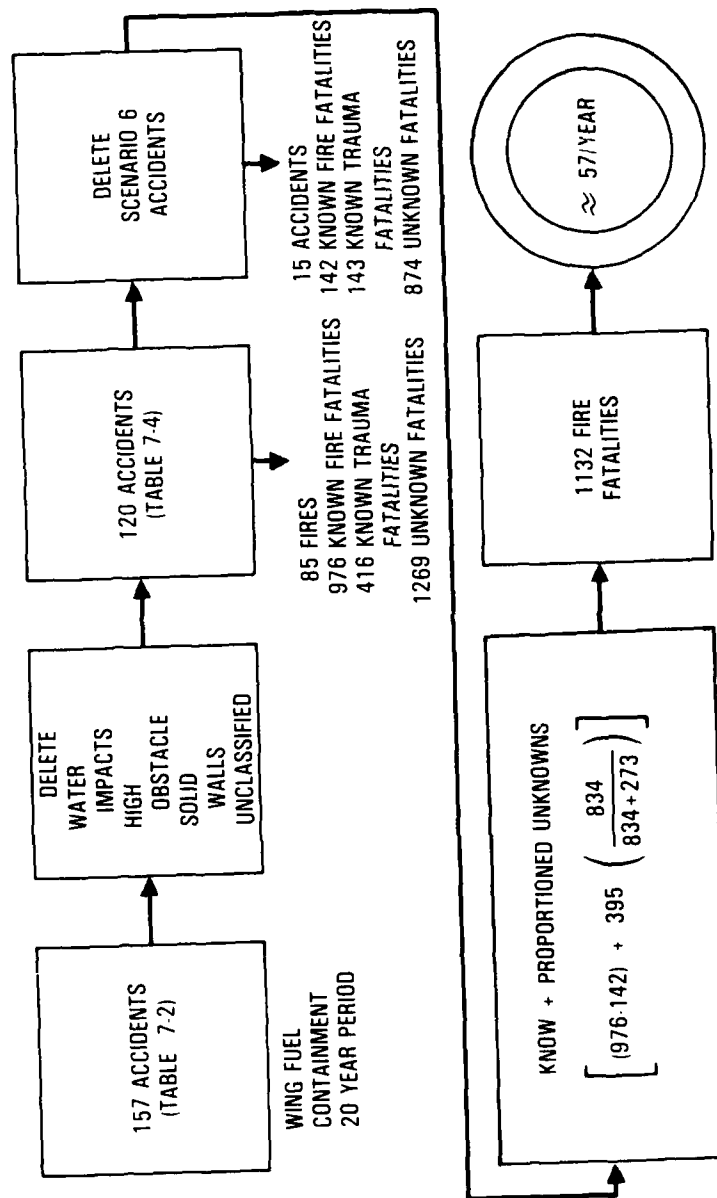 157 ACCIDENTS
(TABLE 7-2)
WING FUEL
CONTAINMENT
20 YEAR PERIOD
DELETE
WATER
IMPACTS
HIGH
OBSTACLE
SOLID
WALLS
UNCLASSIFIED
120 ACCIDENTS
(TABLE 7-4)
85 FIRES
976 KNOWN FIRE FATALITIES
416 KNOWN TRAUMA
FATALITIES
1269 UNKNOWN FATALITIES
DELETE
SCENARIO 6
ACCIDENTS
15 ACCIDENTS
142 KNOWN FIRE FATALITIES
143 KNOWN TRAUMA
FATALITIES
874 UNKNOWN FATALITIES
KNOW + PROPORTIONED UNKNOWNS
[(976-142) + 395 (834 / 834+273)]
1132 FIRE
FATALITIES
≈ 57/YEAR